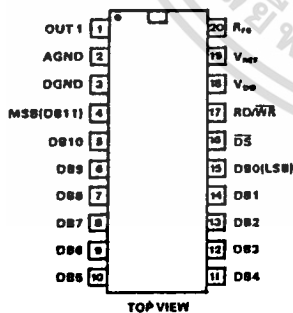 OUT 1 1
AGND 2
DGND 3
MSB(DB11) 4
DB10 5
DB9 6
DB8 7
DB7 8
DB6 9
DB5 10
20 RFB
19 VREF
18 VDD
17 RD/W̅R̅
16 D̅S̅
15 DB0(LSB)
14 DB1
13 DB2
12 DB3
11 DB4
TOP VIEW